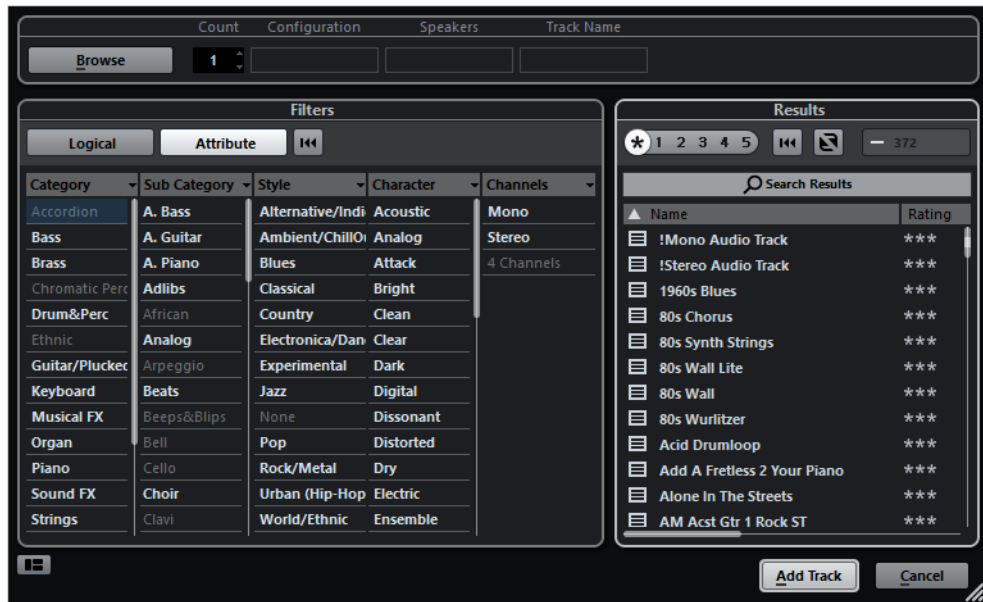 Count Configuration Speakers Track Name
Browse 1
Filters
Logical Attribute
Category Sub Category Style Character Channels
Accordion A. Bass Alternative/Indi Acoustic Mono
Bass A. Guitar Ambient/ChillOu Analog Stereo
Brass A. Piano Blues Attack 4 Channels
Chromatic Perc Adlibs Classical Bright
Drum&Perc African Country Clean
Ethnic Analog Electronica/Dan Clear
Guitar/Plucked Arpeggio Experimental Dark
Keyboard Beats Jazz Digital
Musical FX Beeps&Blips None Dissonant
Organ Bell Pop Distorted
Piano Cello Rock/Metal Dry
Sound FX Choir Urban (Hip-Hop Electric
Strings Clavi World/Ethnic Ensemble
Results
* 1 2 3 4 5 372
Search Results
Name Rating
!Mono Audio Track ***
!Stereo Audio Track ***
1960s Blues ***
80s Chorus ***
80s Synth Strings ***
80s Wall Lite ***
80s Wall ***
80s Wurlitzer ***
Acid Drumloop ***
Add A Fretless 2 Your Piano ***
Alone In The Streets ***
AM Acst Gtr 1 Rock ST ***
Add Track Cancel